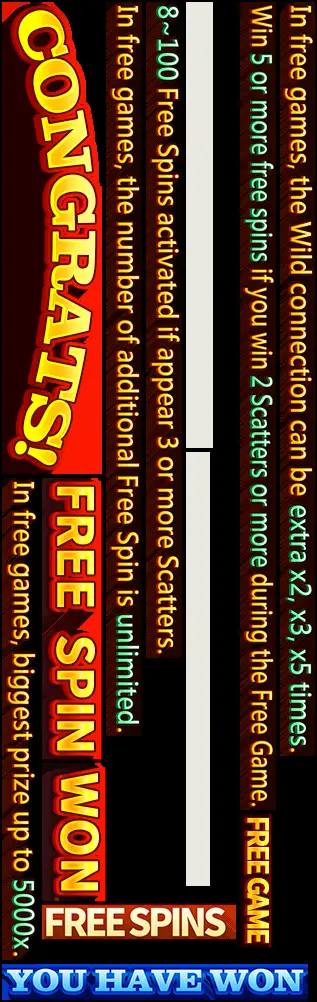 In free games, the Wild connection can be extra x2, x3, x5 times.
Win 5 or more free spins if you win 2 Scatters or more during the Free Game.
FREE GAME
8~100 Free Spins activated if appear 3 or more Scatters.
In free games, the number of additional Free Spin is unlimited.
CONGRATS!
FREE SPIN
WON
In free games, biggest prize up to 5000x.
FREE SPINS
YOU HAVE WON